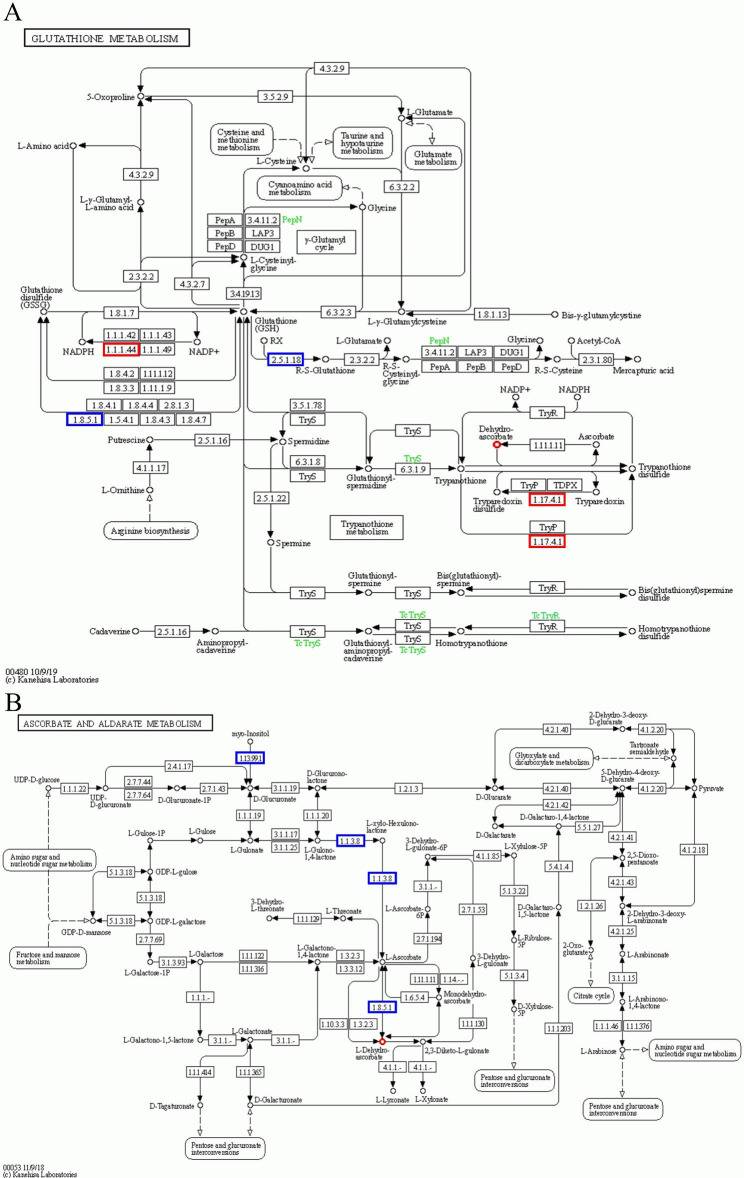 A
GLUTATHIONE METABOLISM
4.3.2.9
5-Oxoproline
3.5.2.9
L-Glutamate
L-Amino acid
Cysteine and
methionine
metabolism
Taurine and
hypotaurine
metabolism
Glutamate
metabolism
L-Cysteine
4.3.2.9
6.3.2.2
Cyanoamino acid
metabolism
L-γ-Glutamyl-
L-amino acid
Glycine
PepA
3.4.11.2
PepN
PepB
LAP3
PepD
DUG1
γ-Glutamyl
cycle
L-Cysteinyl-
glycine
2.3.2.2
4.3.2.7
3.4.19.13
Glutathione
disulfide
(GSSG)
1.8.1.7
Glutathione
(GSH)
6.3.2.3
L-γ-Glutamylcysteine
1.8.1.13
Bis-γ-glutamylcystine
1.1.1.42
1.1.1.43
NADPH
1.1.1.44
1.1.1.49
NADP+
RX
2.5.1.18
R-S-Glutathione
L-Glutamate
2.3.2.2
R-S-
Cysteinyl-
glycine
PepN
3.4.11.2
LAP3
DUG1
PepA
PepB
PepD
Glycine
R-S-Cysteine
Acetyl-CoA
2.3.1.80
Mercapturic acid
1.8.4.2
1.11.1.12
1.8.3.3
1.11.1.9
1.8.4.1
1.8.4.4
2.8.1.3
1.8.5.1
1.5.4.1
1.8.4.3
1.8.4.7
3.5.1.78
TryS
NADP+
NADPH
TryR
Putrescine
2.5.1.16
Spermidine
TryS
Dehydro-
ascorbate
Ascorbate
1.11.1.11
4.1.1.17
6.3.1.8
TryS
Glutathionyl-
spermidine
TryS
6.3.1.9
Trypanothione
Trypanothione
disulfide
L-Ornithine
2.5.1.22
TryP
TDPX
1.17.4.1
Tryparedoxin
disulfide
Tryparedoxin
Arginine biosynthesis
Trypanothione
metabolism
TryP
1.17.4.1
Spermine
TryS
Glutathionyl-
spermine
TryS
Bis(glutathionyl)-
spermine
TryR
Bis(glutathionyl)spermine
disulfide
Cadaverine
2.5.1.16
Aminopropyl-
cadaverine
TryS
TcTryS
Glutathionyl-
aminopropyl-
cadaverine
TcTryS
TryS
TryS
TcTryS
Homotrypanothione
TcTryR
TryR
Homotrypanothione
disulfide
00480 10/9/19
(c) Kanehisa Laboratories
B
ASCORBATE AND ALDARATE METABOLISM
myo-Inositol
1.13.99.1
2.4.1.17
UDP-D-glucose
1.1.1.22
UDP-
D-glucuronate
2.7.7.44
2.7.7.64
D-Glucuronate-1P
2.7.1.43
D-Glucuronate
3.1.1.19
D-Glucurono-
lactone
1.2.1.3
D-Glucarate
4.2.1.40
2-Dehydro-3-deoxy-
D-glucarate
4.1.2.20
Tartronate
semialdehyde
Glyoxylate and
dicarboxylate metabolism
4.2.1.40
5-Dehydro-4-deoxy-
D-glucarate
4.1.2.20
Pyruvate
4.2.1.42
D-Galactarate
D-Galactaro-1,4-lactone
5.5.1.27
1.1.1.19
1.1.1.20
L-Gulose-1P
L-Gulose
L-Gulonate
3.1.1.17
3.1.1.25
L-Gulono-
1,4-lactone
1.1.3.8
L-xylo-Hexulono-
lactone
3-Dehydro-
L-gulonate-6P
4.1.1.85
L-Xylulose-5P
4.2.1.41
2,5-Dioxo-
pentanoate
4.2.1.18
Amino sugar and
nucleotide sugar metabolism
5.1.3.18
GDP-L-gulose
1.1.3.8
3.1.1.-
5.1.3.22
5.4.1.4
1.2.1.26
4.2.1.43
5.1.3.18
GDP-D-mannose
5.1.3.18
GDP-L-galactose
3-Dehydro-
L-threonate
1.1.1.129
L-Threonate
L-Ascorbate-
6P
2.7.1.53
D-Galactaro-
1,5-lactone
2-Dehydro-3-deoxy-
L-arabinonate
Fructose and mannose
metabolism
2.7.7.69
L-Galactose-1P
3.1.3.93
L-Galactose
1.1.1.122
1.1.1.316
L-Galactono-
1,4-lactone
1.3.2.3
1.3.3.12
L-Ascorbate
2.7.1.194
3-Dehydro-
L-gulonate
L-Ribulose-
5P
2-Oxo-
glutarate
4.2.1.25
L-Arabinonate
1.11.1.11
1.14.-.-
5.1.3.4
Citrate cycle
3.1.1.15
1.1.1.-
1.6.5.4
Monodehydro-
ascorbate
1.8.5.1
D-Xylulose-
5P
L-Arabinono-
1,4-lactone
L-Galactono-1,5-lactone
3.1.1.-
L-Galactonate
3.1.1.-
1.10.3.3
1.3.2.3
1.1.1.130
1.1.1.203
1.1.1.46
1.1.1.376
L-Dehydro-
ascorbate
2,3-Diketo-L-gulonate
L-Arabinose
Amino sugar and
nucleotide sugar metabolism
1.1.1.414
1.1.1.365
4.1.1.-
4.1.1.-
L-Lyxonate
L-Xylonate
D-Tagaturonate
D-Galacturonate
Pentose and glucuronate
interconversions
Pentose and glucuronate
interconversions
Pentose and glucuronate
interconversions
00053 11/9/18
(c) Kanehisa Laboratories